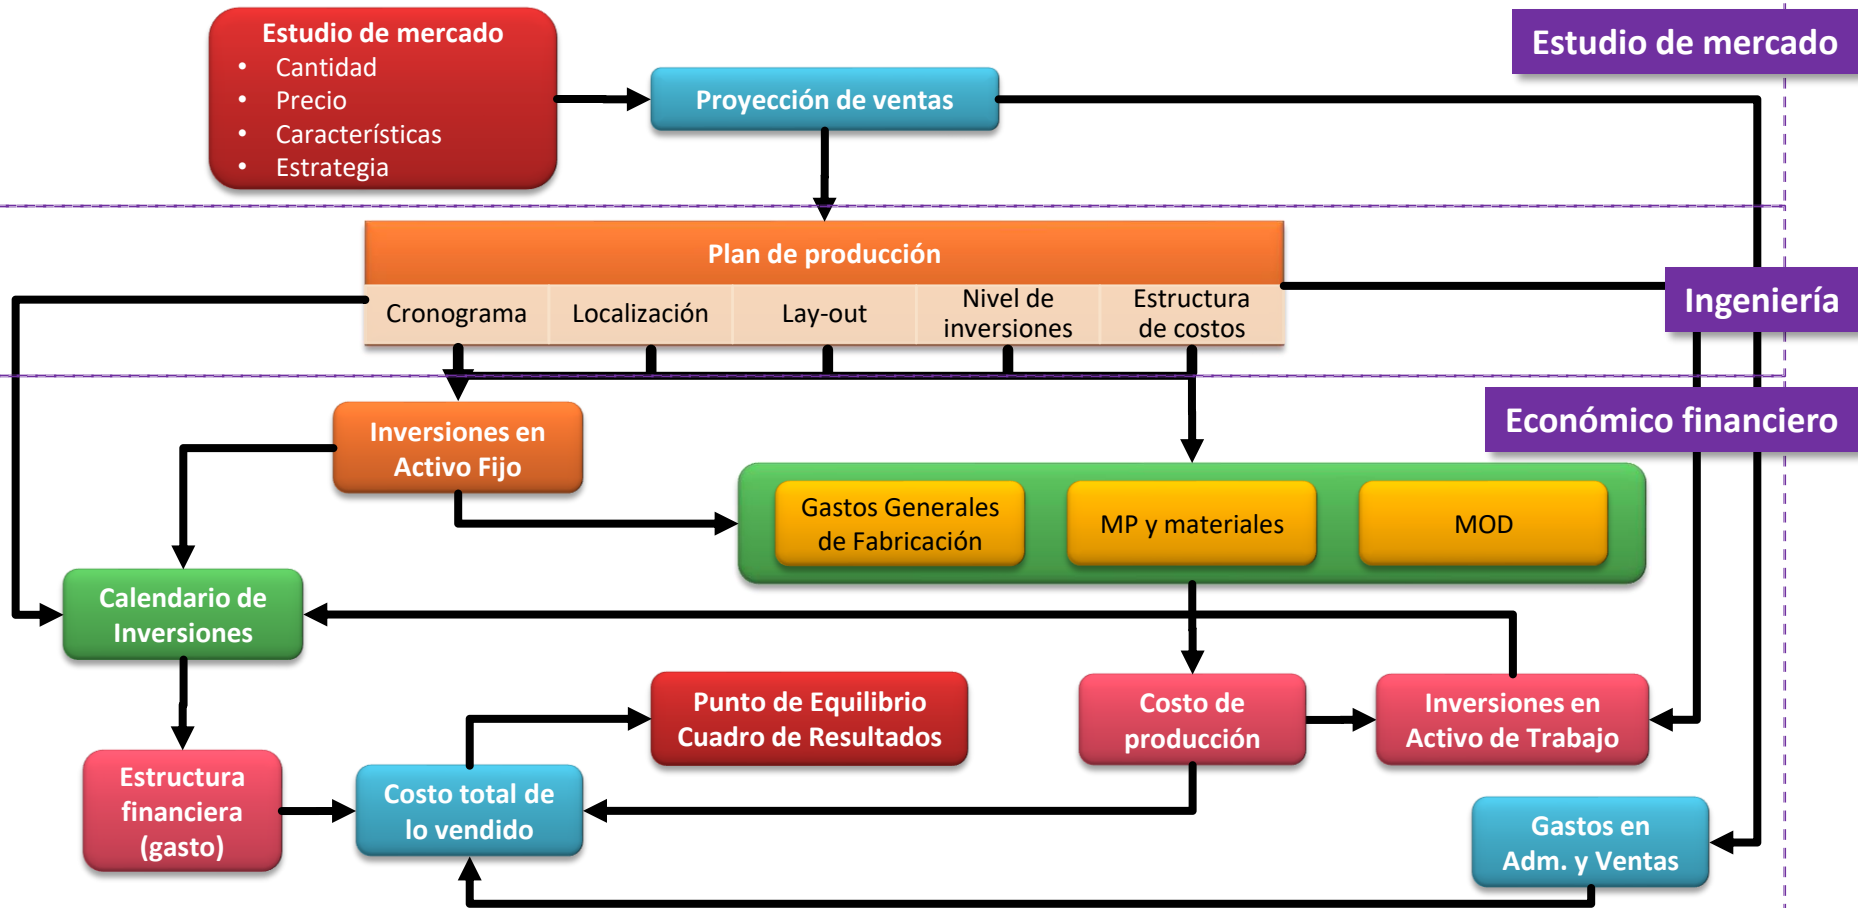 Estudio de mercado
• Cantidad
• Precio
• Características
• Estrategia
Proyección de ventas
Estudio de mercado
Plan de producción
Cronograma
Localización
Lay-out
Nivel de
inversiones
Estructura
de costos
Ingeniería
Económico financiero
Inversiones en
Activo Fijo
Gastos Generales
de Fabricación
MP y materiales
MOD
Calendario de
Inversiones
Punto de Equilibrio
Cuadro de Resultados
Costo de
producción
Inversiones en
Activo de Trabajo
Estructura
financiera
(gasto)
Costo total de
lo vendido
Gastos en
Adm. y Ventas